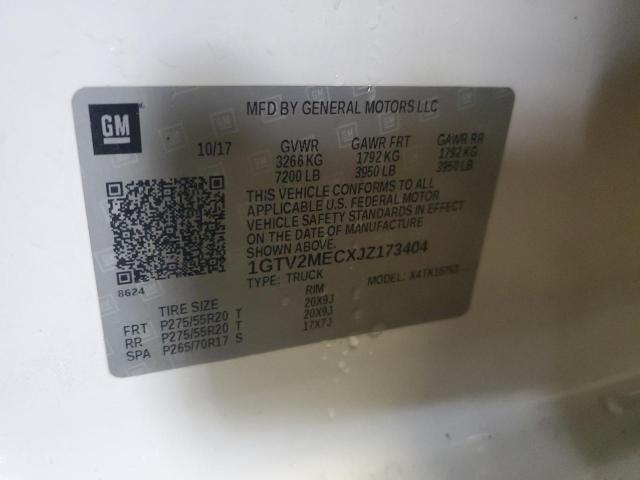 GM
MFD BY GENERAL MOTORS LLC
10/17 GVWR GAWR FRT GAWR RR
3266 KG 1792 KG 1792 KG
7200 LB 3950 LB 3950 LB
THIS VEHICLE CONFORMS TO ALL
APPLICABLE U.S. FEDERAL MOTOR
VEHICLE SAFETY STANDARDS IN EFFECT
ON THE DATE OF MANUFACTURE
SHOWN ABOVE.
1GTV2MECXJZ173404
8624 TYPE: TRUCK MODEL:
TIRE SIZE RIM
FRT P275/55R20 T 20X9J
RR P275/55R20 T 20X9J
SPA P265/70R17 S 17X7J